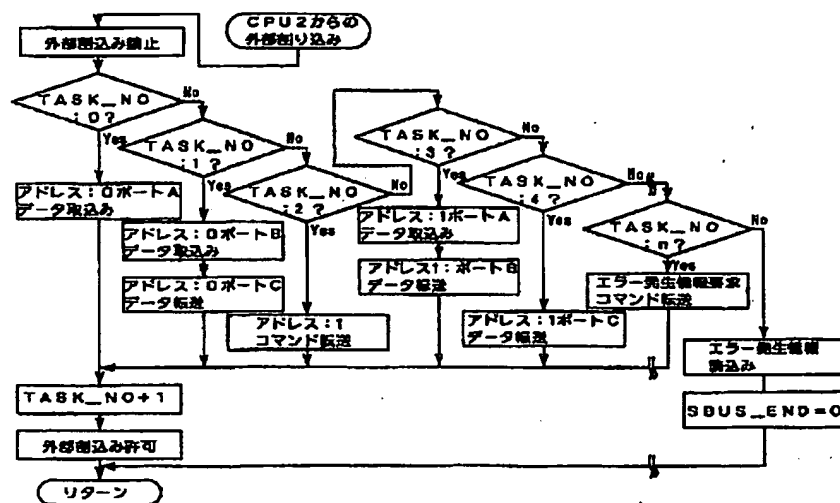 CPU2からの
外部割り込み
外部割込み禁止
TASK_NO
:0?
No
Yes
TASK_NO
:1?
No
Yes
TASK_NO
:2?
No
Yes
TASK_NO
:3?
No
Yes
TASK_NO
:4?
No
Yes
TASK_NO
:n?
No
Yes
アドレス:0ポートA
データ取込み
アドレス:0ポートB
データ取込み
アドレス:0ポートC
データ転送
アドレス:1
コマンド転送
アドレス:1ポートA
データ取込み
アドレス1:ポートB
データ転送
アドレス:1ポートC
データ転送
エラー発生情報要求
コマンド転送
エラー発生情報
読込み
SBUS_END=0
TASK_NO+1
外部割込み許可
リターン